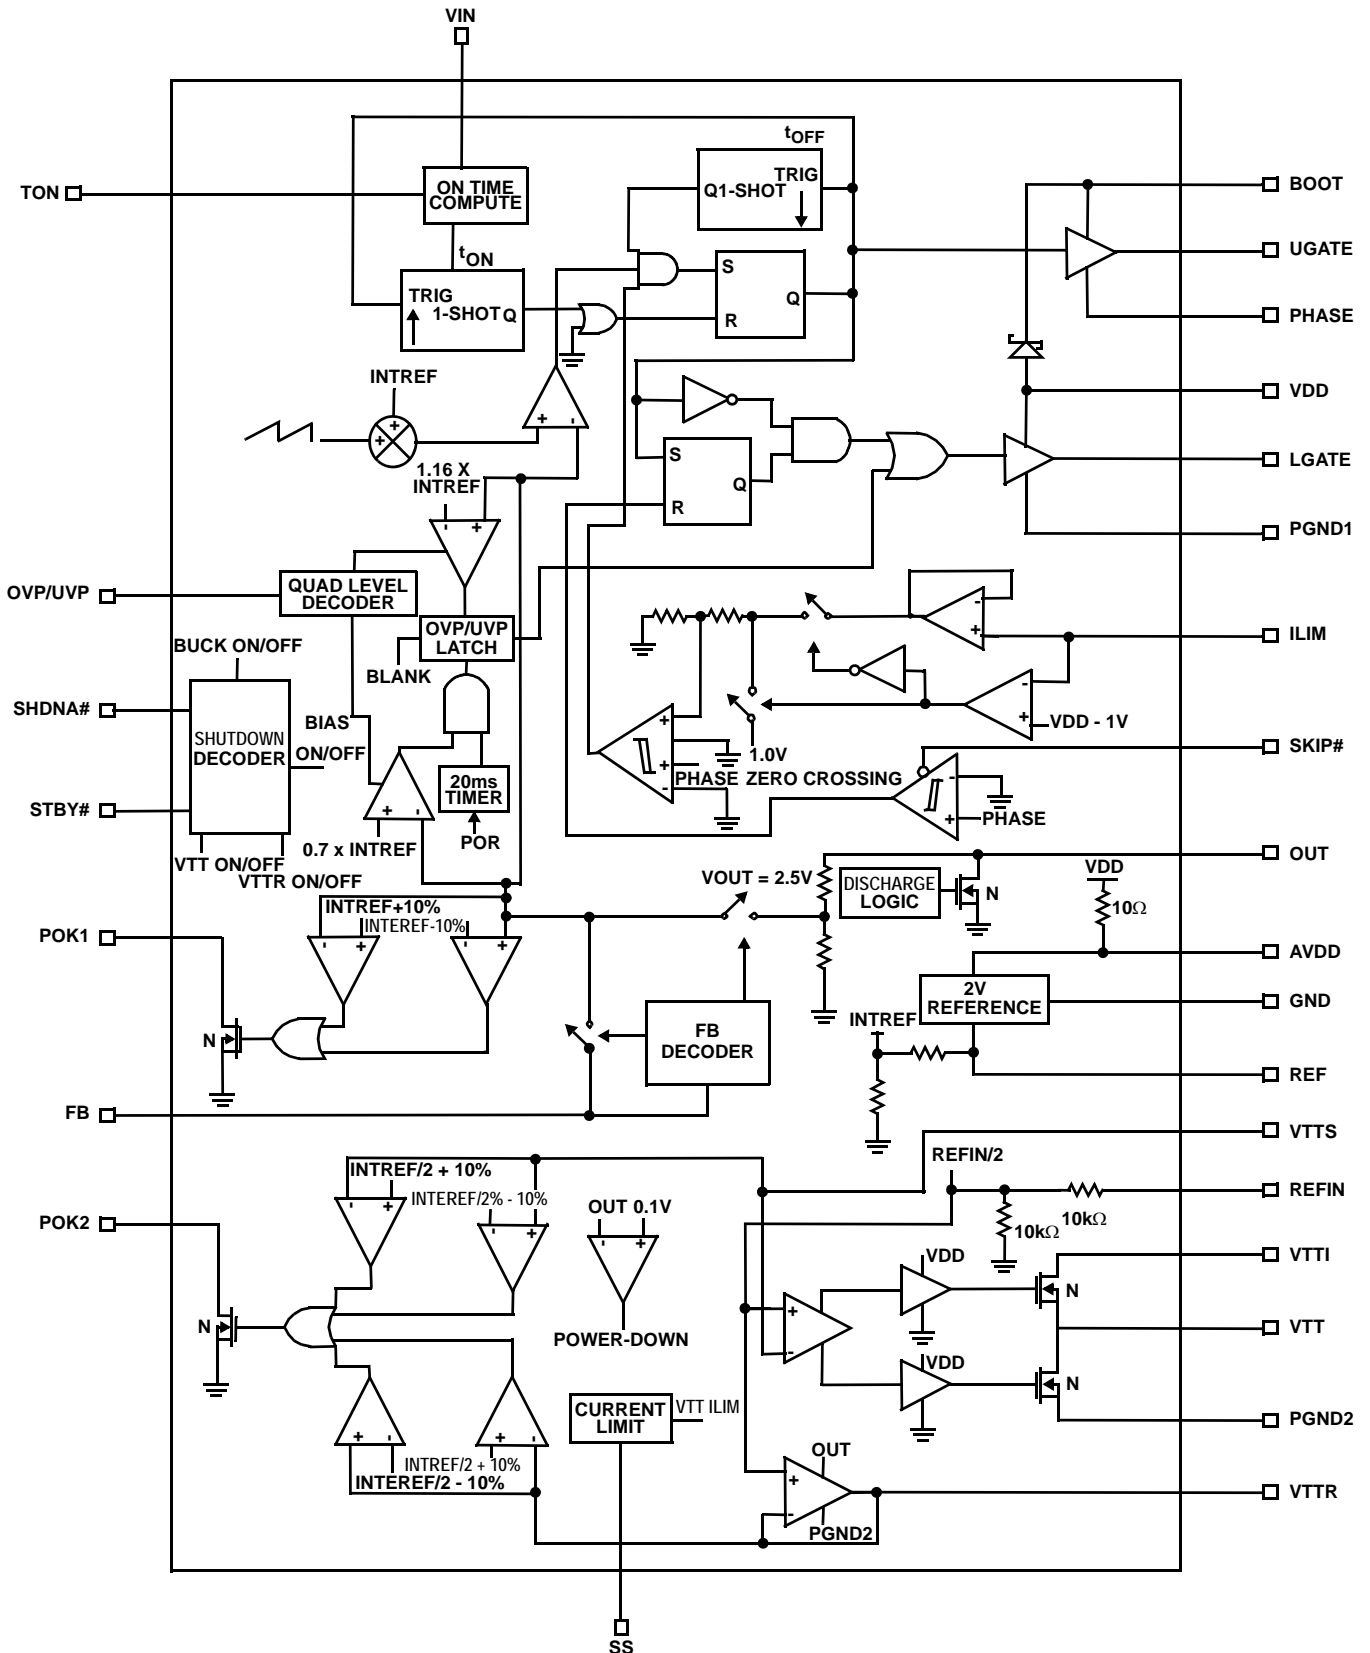 VIN
TON
ON TIME
COMPUTE
tON
TRIG
1-SHOT Q
tOFF
TRIG
Q1-SHOT
S
Q
R
BOOT
UGATE
PHASE
VDD
LGATE
PGND1
INTREF
+
+
+
-
S
Q
R
1.16 X
INTREF
-
+
OVP/UVP
QUAD LEVEL
DECODER
OVP/UVP
LATCH
BLANK
BUCK ON/OFF
SHDNA#
SHUTDOWN
DECODER
ON/OFF
STBY#
VTT ON/OFF
VTTR ON/OFF
BIAS
+
-
0.7 x INTREF
20ms
TIMER
POR
-
+
ILIM
-
+
VDD - 1V
1.0V
+
-
+
-
PHASE ZERO CROSSING
SKIP#
-
+
PHASE
OUT
VOUT = 2.5V
DISCHARGE
LOGIC
N
VDD
10Ω
AVDD
2V
REFERENCE
GND
INTREF
REF
POK1
INTREF+10%
INTEREF-10%
-
+
-
+
N
FB
DECODER
FB
VTTS
REFIN/2
REFIN
10kΩ
10kΩ
POK2
INTREF/2 + 10%
INTEREF/2% - 10%
-
+
-
+
OUT 0.1V
-
+
POWER-DOWN
N
+
-
+
-
INTREF/2 + 10%
INTEREF/2 - 10%
VDD
VTTI
N
+
-
VTT
VDD
N
PGND2
CURRENT
LIMIT
VTT ILIM
OUT
+
-
PGND2
VTTR
SS